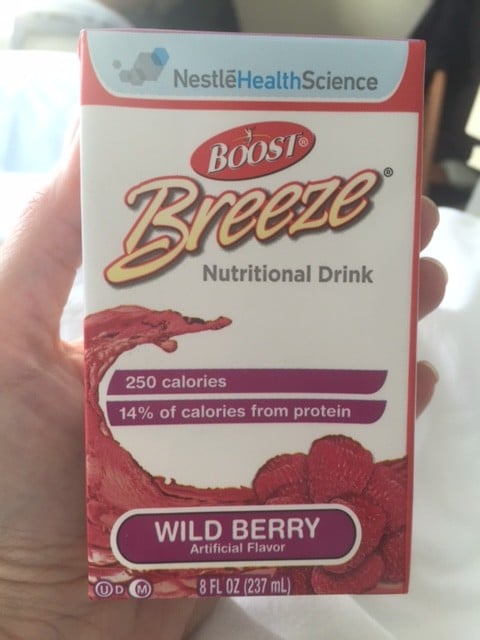 NestlēHealthScience
BOOST®
Breeze®
Nutritional Drink
250 calories
14% of calories from protein
WILD BERRY
Artificial Flavor
U D M 8 FL OZ (237 mL)